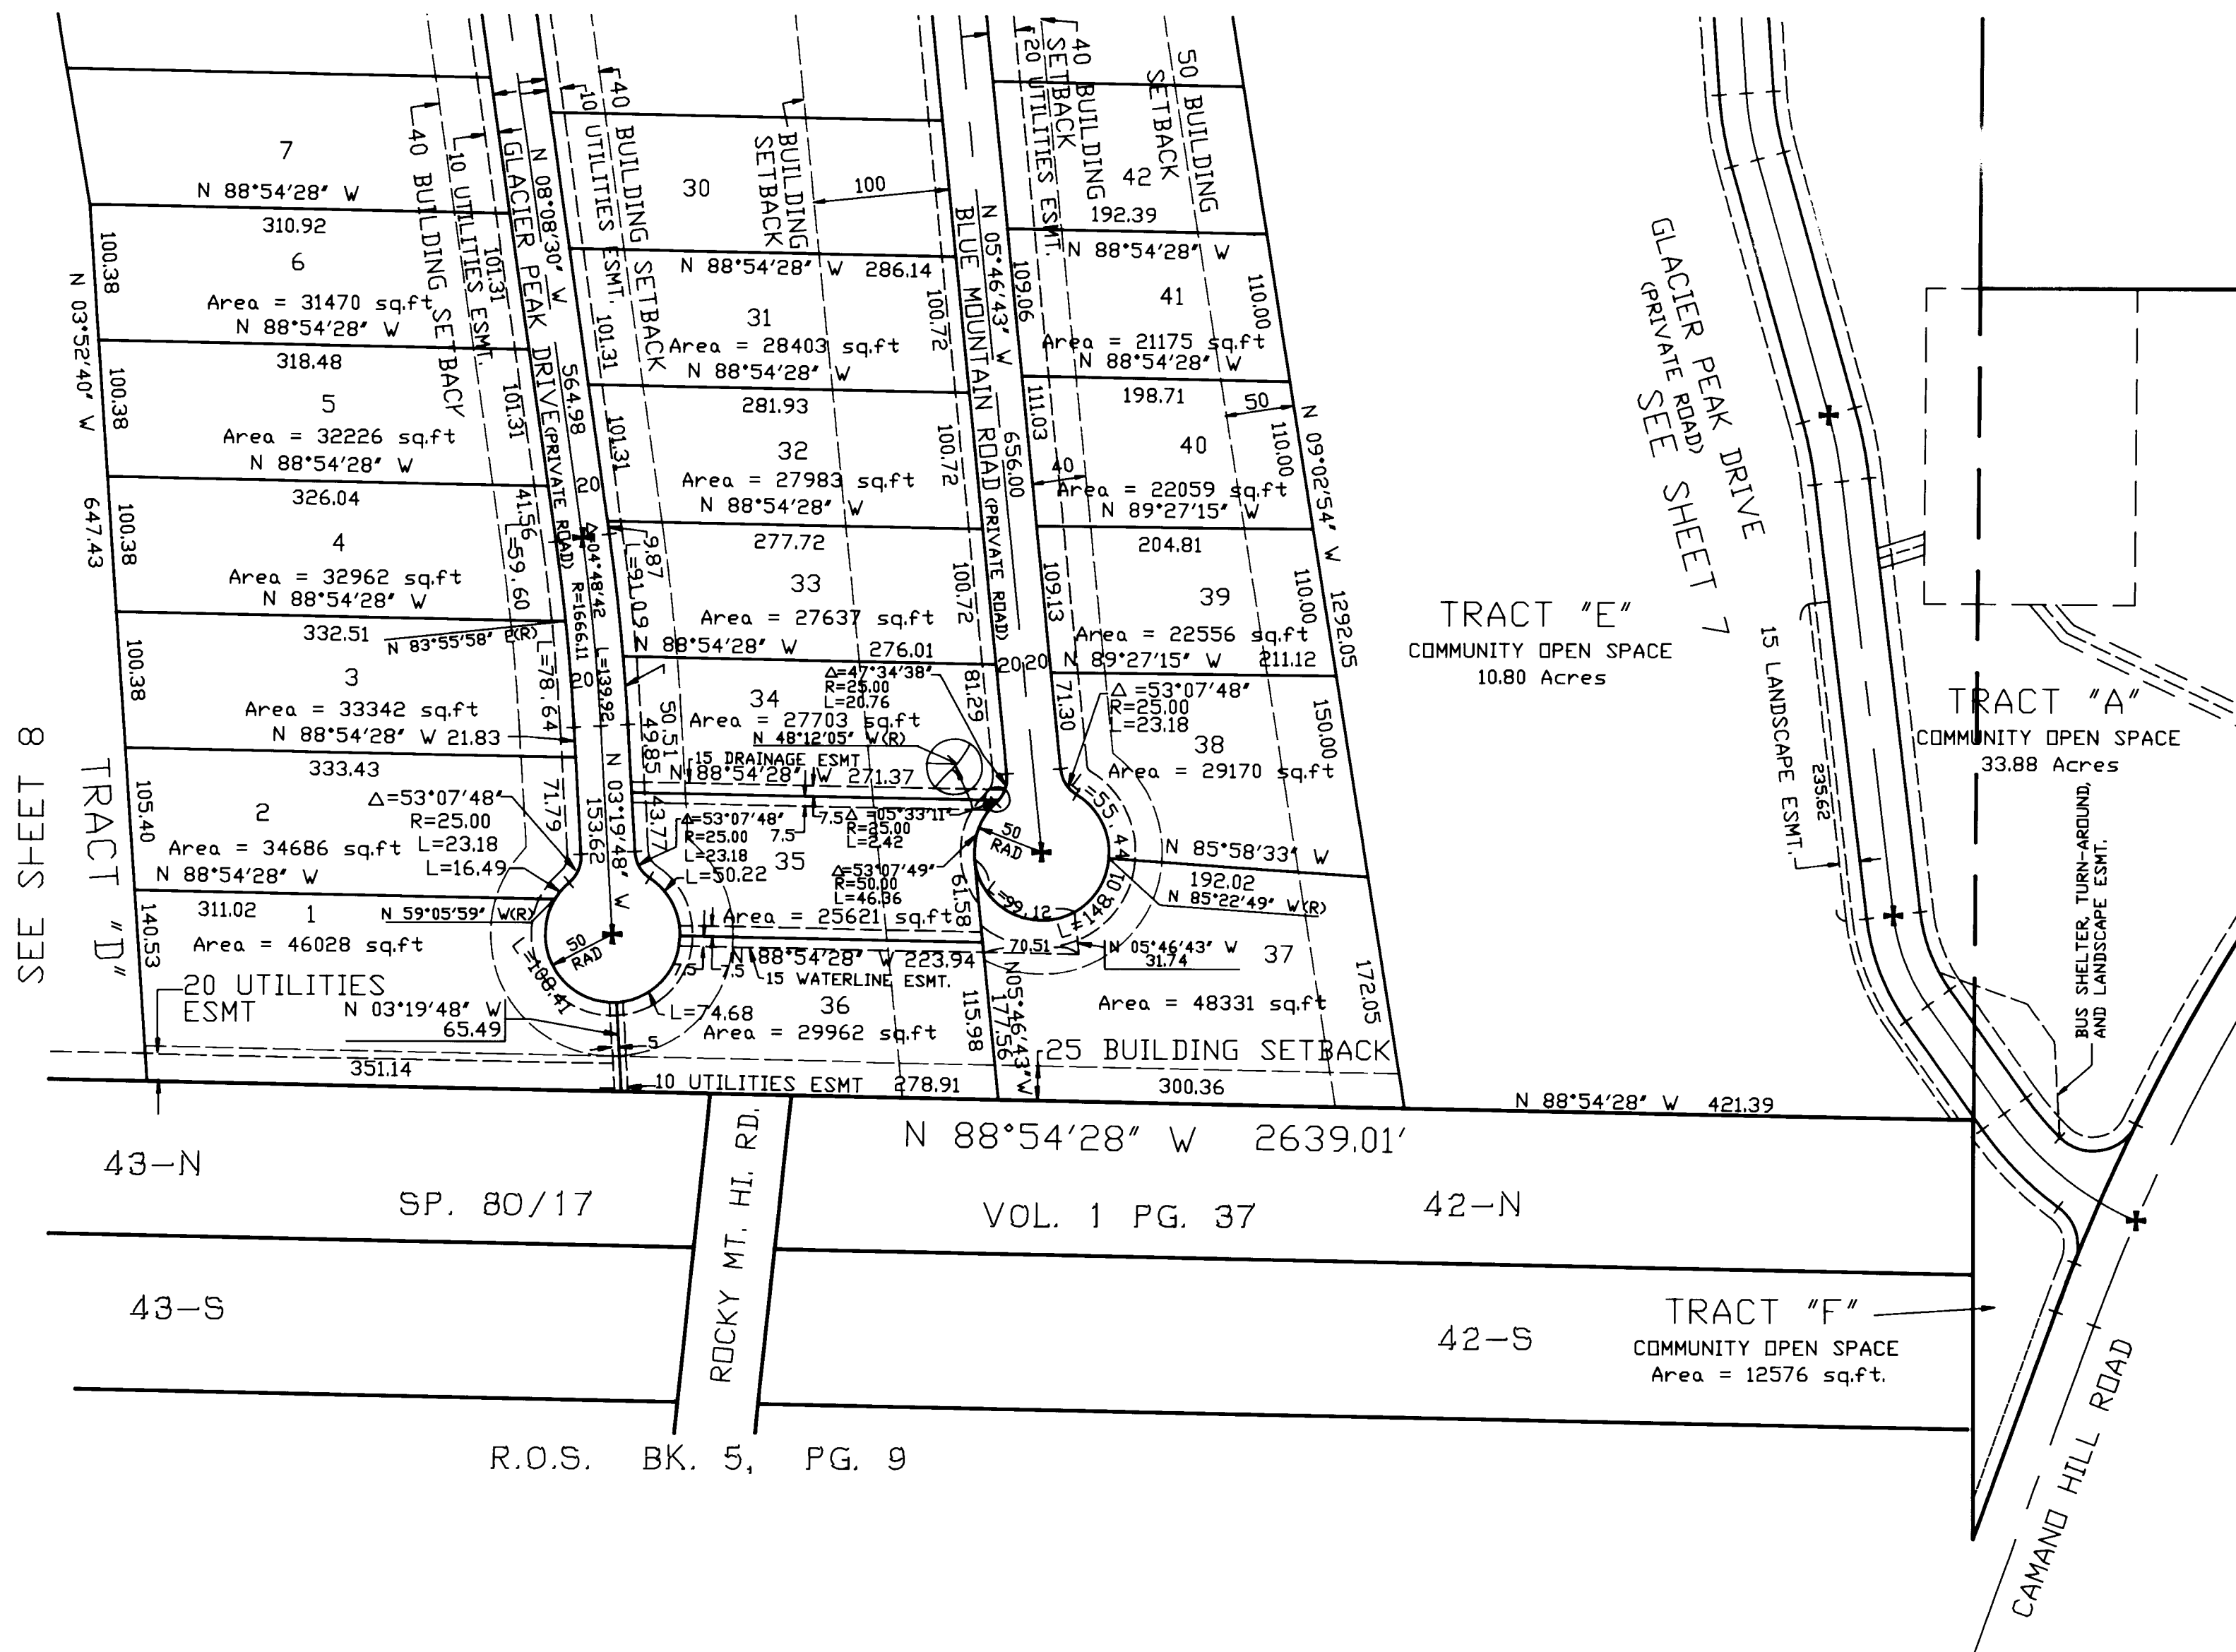 7
N 88°54'28" W
310.92
6
Area = 31470 sq.ft
N 88°54'28" W
318.48
5
Area = 32226 sq.ft
N 88°54'28" W
326.04
4
Area = 32962 sq.ft
N 88°54'28" W
332.51
N 83°55'58" E(R)
3
Area = 33342 sq.ft
N 88°54'28" W 21.83
333.43
2
Area = 34686 sq.ft
N 88°54'28" W
Δ=53°07'48"
R=25.00
L=23.18
L=16.49
311.02
1
N 59°05'59" W(R)
Area = 46028 sq.ft
20 UTILITIES
ESMT
N 03°19'48" W
65.49
351.14
100.38
100.38
100.38
100.38
105.40
140.53
N 03°52'40" W
647.43
SEE SHEET 8
TRACT "D"
40 BUILDING SETBACK
10 UTILITIES ESMT.
101.31
101.31
41.56
L=59.60
L=78.64
71.79
GLACIER PEAK DRIVE (PRIVATE ROAD)
N 08°08'30" W
564.98
20
Δ=04°48'42
R=1666.11
L=139.92
20
N 03°19'48" W
153.62
50
RAD
L=108.41
10 UTILITIES ESMT.
40 BUILDING SETBACK
101.31
101.31
9.87
L=91.09
50.51
49.85
43.77
30
BUILDING
SETBACK
100
N 88°54'28" W 286.14
31
Area = 28403 sq.ft
N 88°54'28" W
281.93
32
Area = 27983 sq.ft
N 88°54'28" W
277.72
33
Area = 27637 sq.ft
N 88°54'28" W 276.01
34
Area = 27703 sq.ft
Δ=47°34'38"
R=25.00
L=20.76
N 48°12'05" W(R)
15 DRAINAGE ESMT
N 88°54'28" W 271.37
Δ=53°07'48"
R=25.00
L=23.18
L=50.22
7.5
7.5
Δ=05°33'11"
R=25.00
L=2.42
35
Δ=53°07'49"
R=50.00
L=46.36
Area = 25621 sq.ft
N 88°54'28" W 223.94
7.5
7.5
15 WATERLINE ESMT.
L=74.68
36
Area = 29962 sq.ft
5
10 UTILITIES ESMT 278.91
100.72
100.72
100.72
81.29
61.58
115.98
N05°46'43"W
177.56
BLUE MOUNTAIN ROAD (PRIVATE ROAD)
N 05°46'43" W
656.00
20 20
50
RAD
L=99.12
L=148.01
L=55.44
70.51
N 05°46'43" W
31.74
20 UTILITIES ESMT.
40 BUILDING
SETBACK
50 BUILDING
SETBACK
42
192.39
N 88°54'28" W
109.06
110.00
41
Area = 21175 sq.ft
N 88°54'28" W
198.71
50
111.03
110.00
40
40
Area = 22059 sq.ft
N 89°27'15" W
204.81
N 09°02'54" W
1292.05
109.13
110.00
39
Area = 22556 sq.ft
N 89°27'15" W 211.12
71.30
Δ=53°07'48"
R=25.00
L=23.18
38
Area = 29170 sq.ft
150.00
N 85°58'33" W
192.02
N 85°22'49" W(R)
37
Area = 48331 sq.ft
172.05
25 BUILDING SETBACK
300.36
TRACT "E"
COMMUNITY OPEN SPACE
10.80 Acres
GLACIER PEAK DRIVE
(PRIVATE ROAD)
SEE SHEET 7
15 LANDSCAPE ESMT.
235.62
TRACT "A"
COMMUNITY OPEN SPACE
33.88 Acres
BUS SHELTER, TURN-AROUND,
AND LANDSCAPE ESMT.
N 88°54'28" W 421.39
N 88°54'28" W 2639.01'
43-N
SP. 80/17
ROCKY MT. HI. RD.
VOL. 1 PG. 37
42-N
43-S
42-S
TRACT "F"
COMMUNITY OPEN SPACE
Area = 12576 sq.ft.
R.O.S. BK. 5, PG. 9
CAMANO HILL ROAD